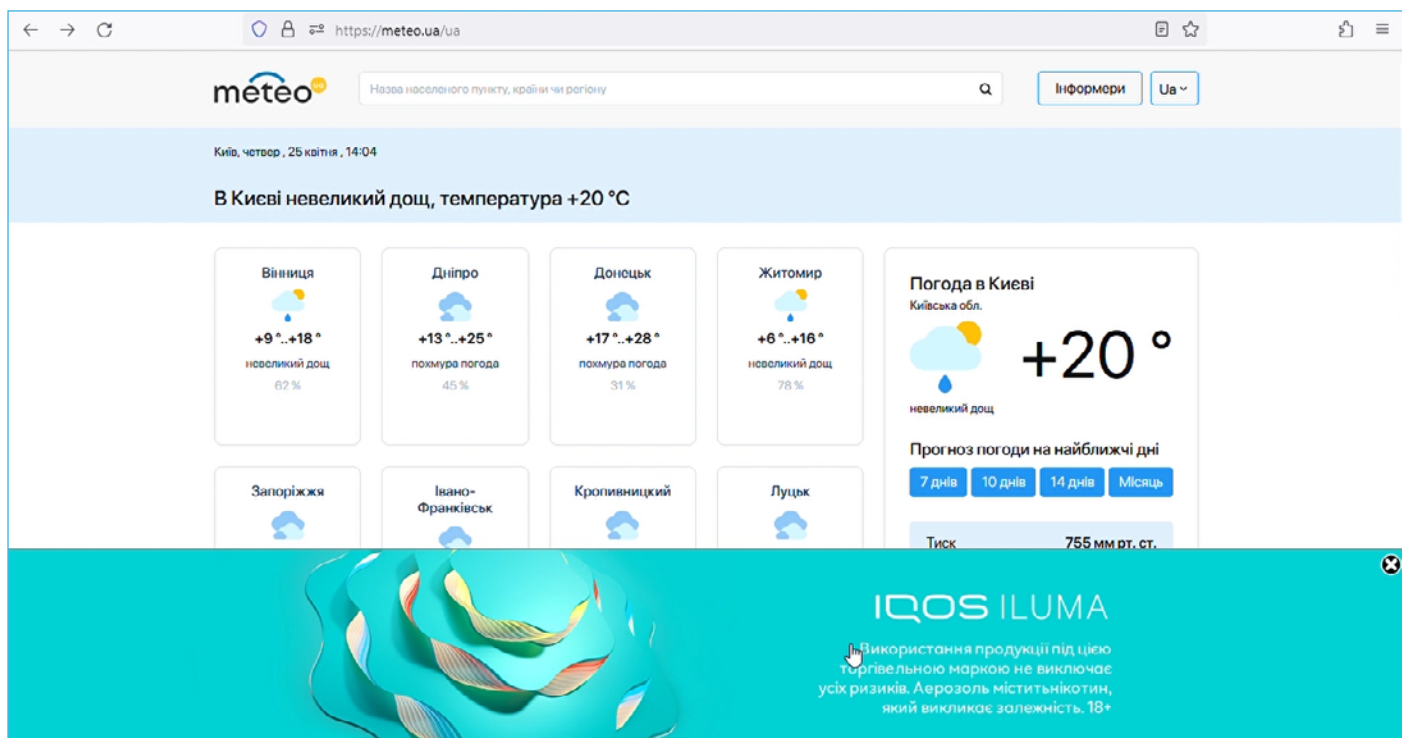 https://meteo.ua/ua
meteo ua
Назва населеного пункту, країни чи регіону
Інформери
Ua
Київ, четвер , 25 квітня , 14:04
В Києві невеликий дощ, температура +20 °C
Вінниця
+9 °..+18 °
невеликий дощ
62 %
Дніпро
+13 °..+25 °
похмура погода
45 %
Донецьк
+17 °..+28 °
похмура погода
31 %
Житомир
+6 °..+16 °
невеликий дощ
78 %
Погода в Києві
Київська обл.
+20 °
невеликий дощ
Прогноз погоди на найближчі дні
7 днів
10 днів
14 днів
Місяць
Тиск
755 мм рт. ст.
Запоріжжя
Івано-
Франківськ
Кропивницкий
Луцьк
IQOS ILUMA
Використання продукції під цією
торгівельною маркою не виключає
усіх ризиків. Аерозоль міститьнікотин,
який викликає залежність. 18+